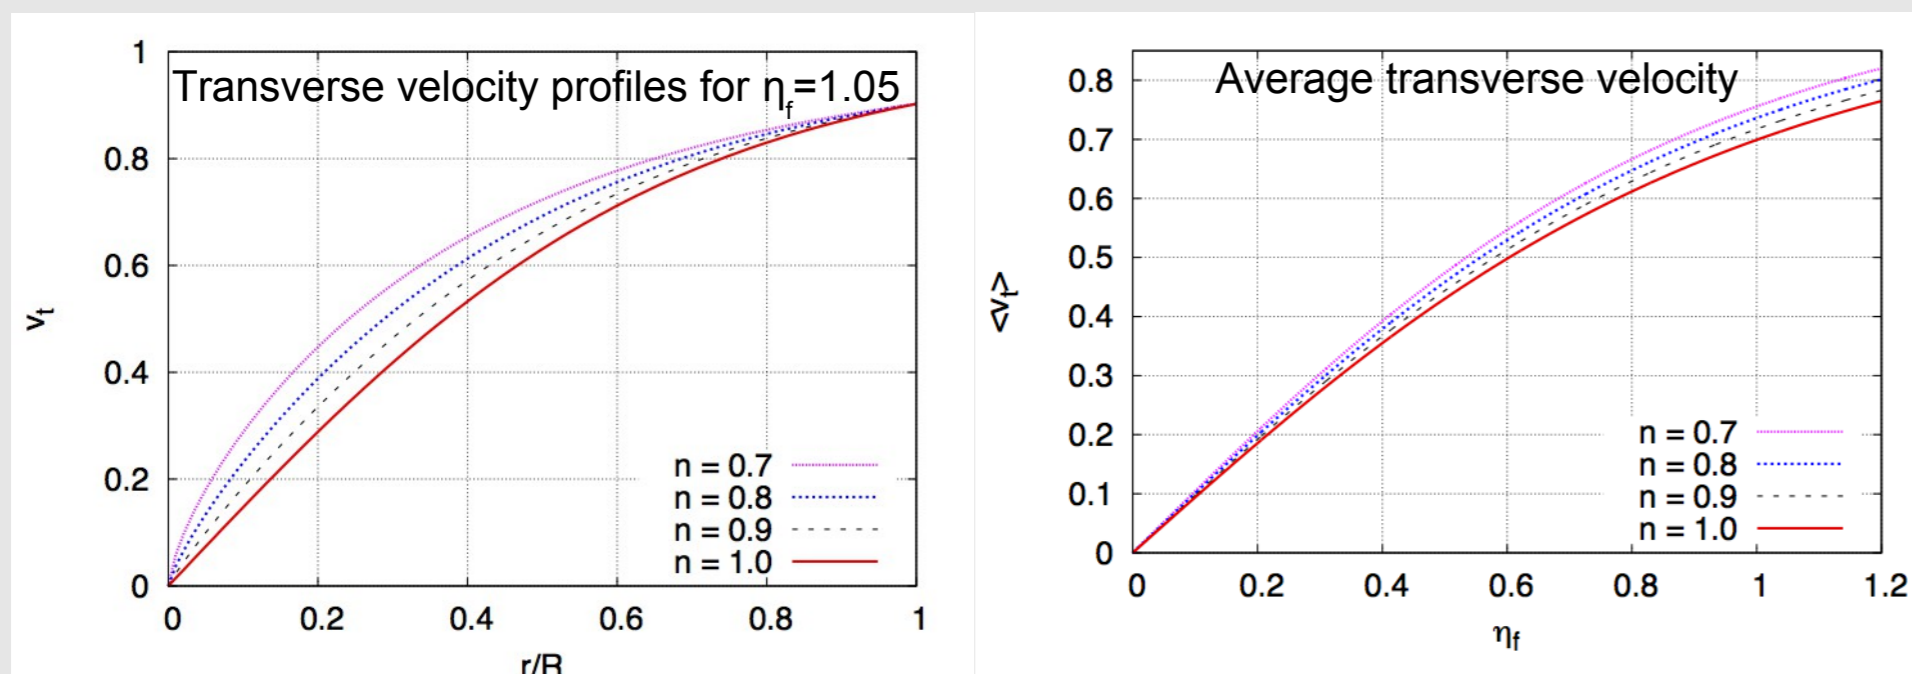 Transverse velocity profiles for ηf=1.05
1
0.8
0.6
0.4
0.2
0
vt
n = 0.7
n = 0.8
n = 0.9
n = 1.0
0 0.2 0.4 0.6 0.8 1
r/R
Average transverse velocity
0.8
0.7
0.6
0.5
0.4
0.3
0.2
0.1
0
<vt>
n = 0.7
n = 0.8
n = 0.9
n = 1.0
0 0.2 0.4 0.6 0.8 1 1.2
ηf